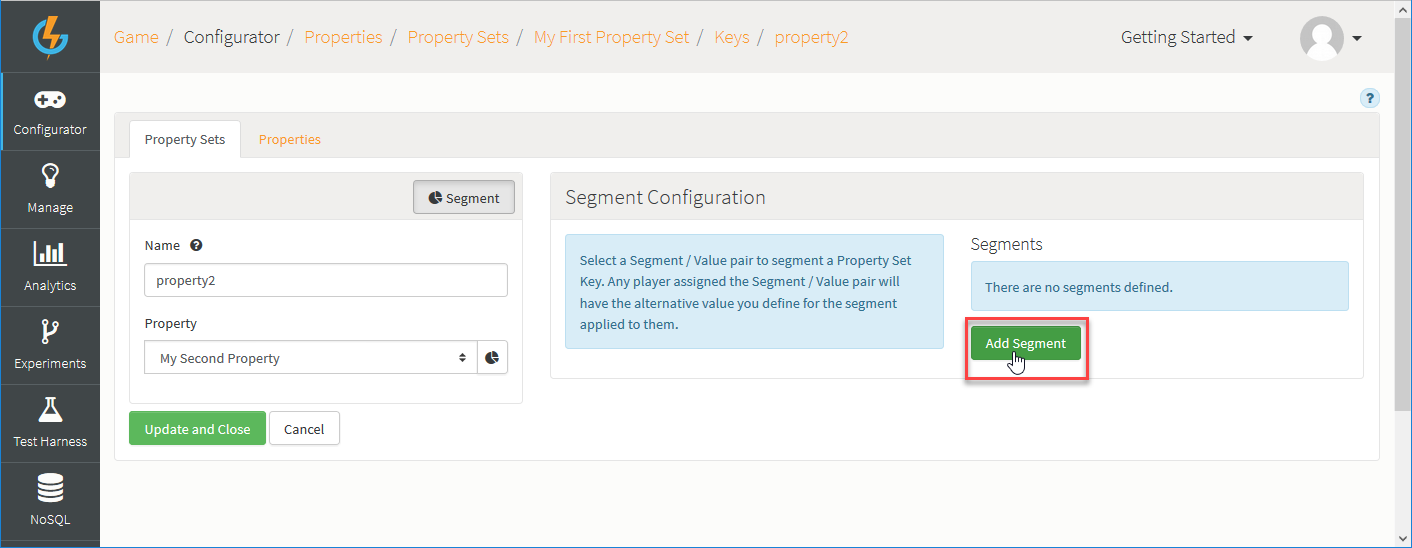 Game / Configurator / Properties / Property Sets / My First Property Set / Keys / property2
Getting Started
Configurator
Manage
Analytics
Experiments
Test Harness
NoSQL
?
Property Sets
Properties
Segment
Name ?
property2
Property
My Second Property
Update and Close
Cancel
Segment Configuration
Select a Segment / Value pair to segment a Property Set
Key. Any player assigned the Segment / Value pair will
have the alternative value you define for the segment
applied to them.
Segments
There are no segments defined.
Add Segment